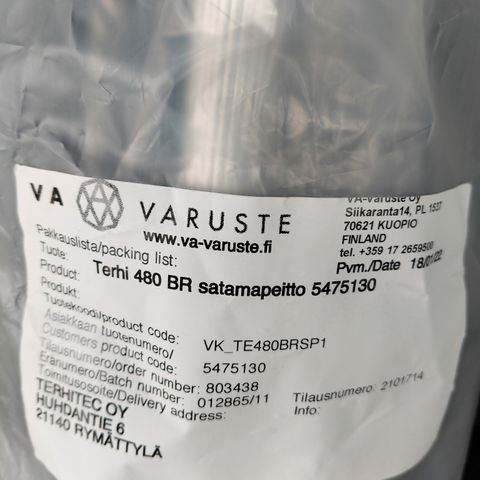 VA VARUSTE
www.va-varuste.fi
VA-Varuste Oy
Siikaranta14, PL 1537
70621 KUOPIO
FINLAND
tel. +359 17 2659500
Pvm./Date 18/01/22
Pakkauslista/packing list:
Tuote:
Product: Terhi 480 BR satamapeitto 5475130
Produkt:
Tuotekoodi/product code: VK_TE480BRSP1
Asiakkaan tuotenumero/
Customers product code: 5475130
Tilausnumero/order number: 803438
Eränumero/Batch number: 012865/11
Toimitusosoite/Delivery address:
Tilausnumero: 2101714
Info:
TERHITEC OY
HUHDANTIE 6
21140 RYMÄTTYLÄ